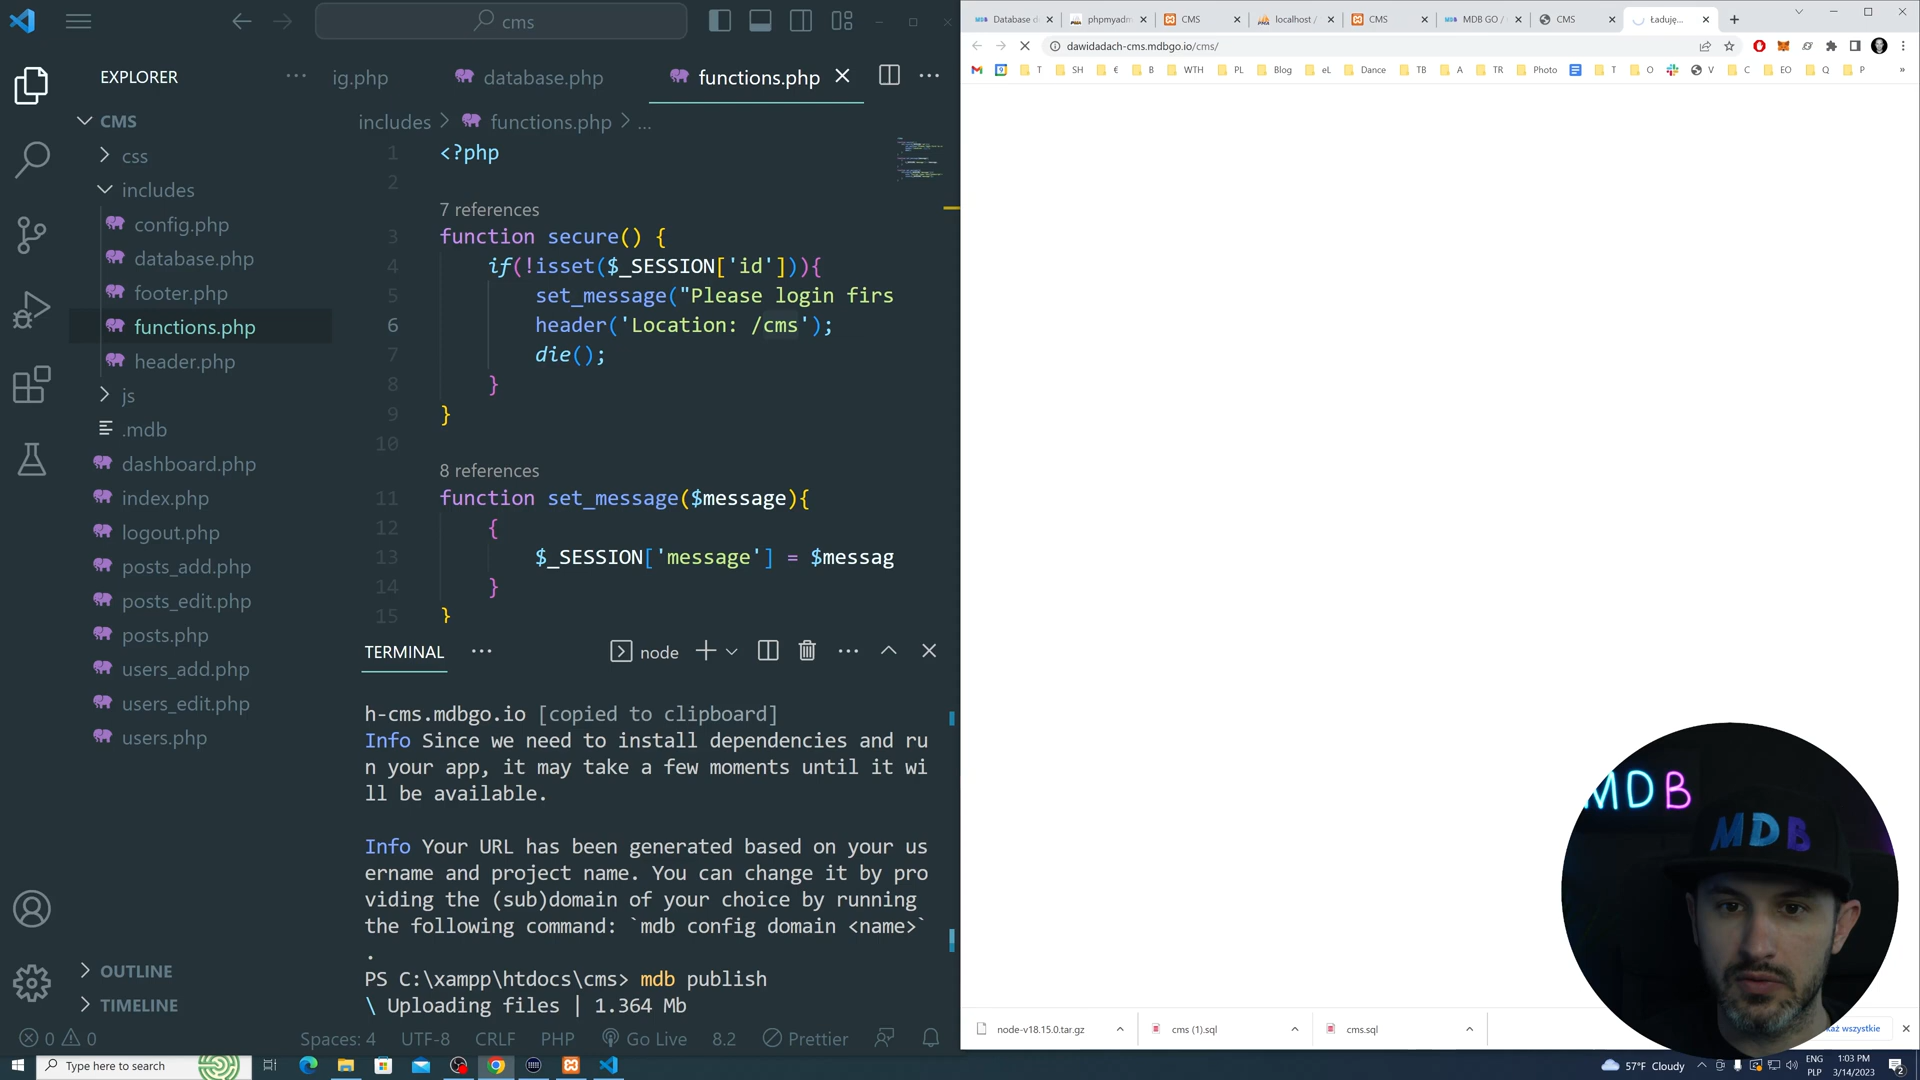 cms
EXPLORER
CMS
css
includes
config.php
database.php
footer.php
functions.php
header.php
js
.mdb
dashboard.php
index.php
logout.php
posts_add.php
posts_edit.php
posts.php
users_add.php
users_edit.php
users.php
OUTLINE
TIMELINE
ig.php
database.php
functions.php
includes > functions.php > ...
1 <?php
2
7 references
3 function secure() {
4 if(!isset($_SESSION['id'])){
5 set_message("Please login firs
6 header('Location: /cms');
7 die();
8 }
9 }
10
8 references
11 function set_message($message){
12 {
13 $_SESSION['message'] = $messag
14 }
15 }
TERMINAL
node
h-cms.mdbgo.io [copied to clipboard]
Info Since we need to install dependencies and ru
n your app, it may take a few moments until it wi
ll be available.
Info Your URL has been generated based on your us
ername and project name. You can change it by pro
viding the (sub)domain of your choice by running
the following command: `mdb config domain <name>`
.
PS C:\xampp\htdocs\cms> mdb publish
\ Uploading files | 1.364 Mb
0 0 Spaces: 4 UTF-8 CRLF PHP Go Live 8.2 Prettier
Database d phpmyadm CMS localhost / CMS MDB GO / CMS Ładuję...
dawidadach-cms.mdbgo.io/cms/
T SH € B WTH PL Blog eL Dance TB A TR Photo T O V C EO Q P »
MDB
MDB
node-v18.15.0.tar.gz cms (1).sql cms.sql każ wszystkie
Type here to search
57°F Cloudy
ENG
PLP
1:03 PM
3/14/2023
2